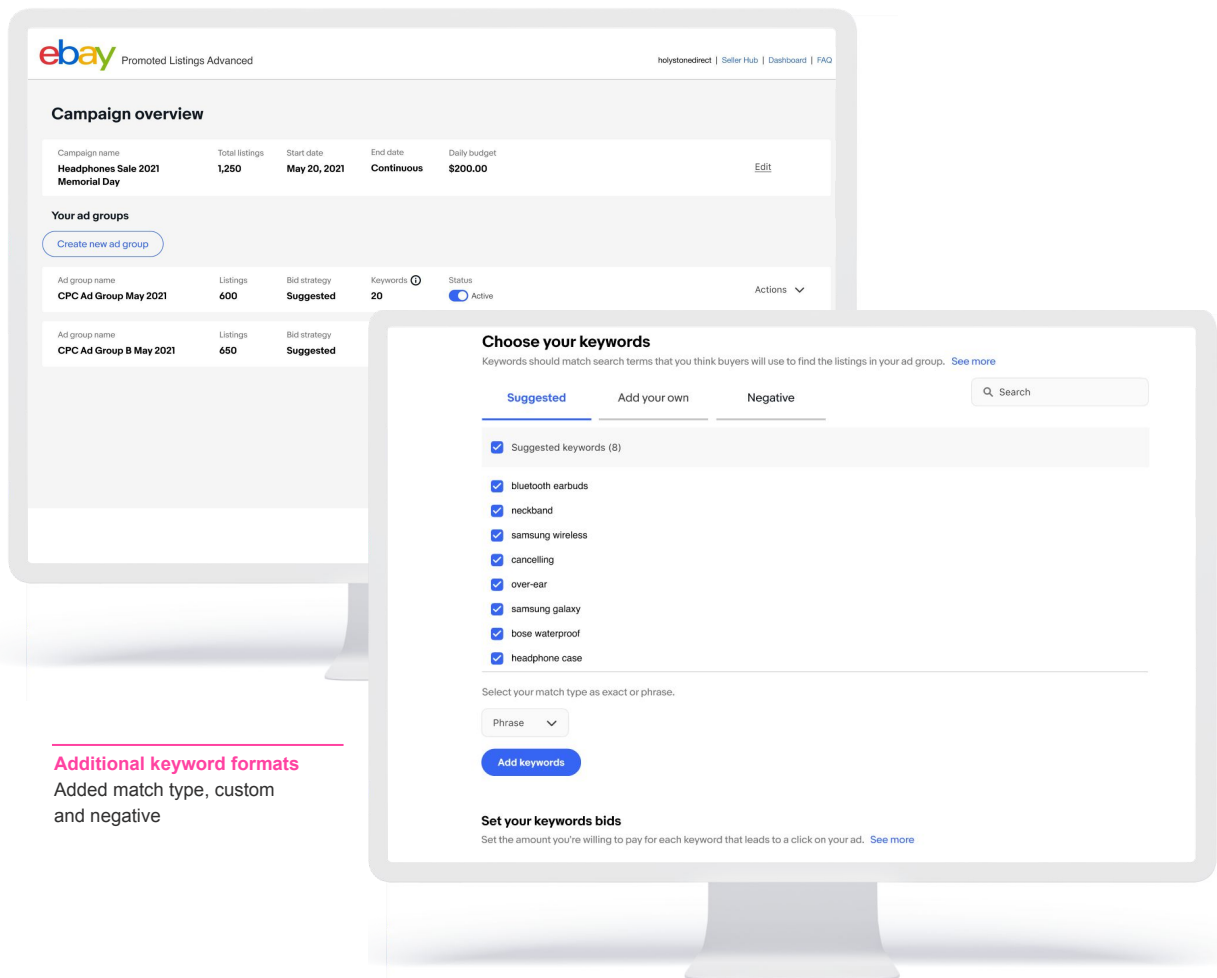 ebay Promoted Listings Advanced
holystonedirect | Seller Hub | Dashboard | FAQ
Campaign overview
Campaign name Total listings Start date End date Daily budget
Headphones Sale 2021 1,250 May 20, 2021 Continuous $200.00 Edit
Memorial Day
Your ad groups
Create new ad group
Ad group name Listings Bid strategy Keywords Status
CPC Ad Group May 2021 600 Suggested 20 Active Actions
Ad group name Listings Bid strategy
CPC Ad Group B May 2021 650 Suggested
Choose your keywords
Keywords should match search terms that you think buyers will use to find the listings in your ad group. See more
Suggested Add your own Negative Search
Suggested keywords (8)
bluetooth earbuds
neckband
samsung wireless
cancelling
over-ear
samsung galaxy
bose waterproof
headphone case
Select your match type as exact or phrase.
Phrase
Add keywords
Set your keywords bids
Set the amount you're willing to pay for each keyword that leads to a click on your ad. See more
Additional keyword formats
Added match type, custom
and negative